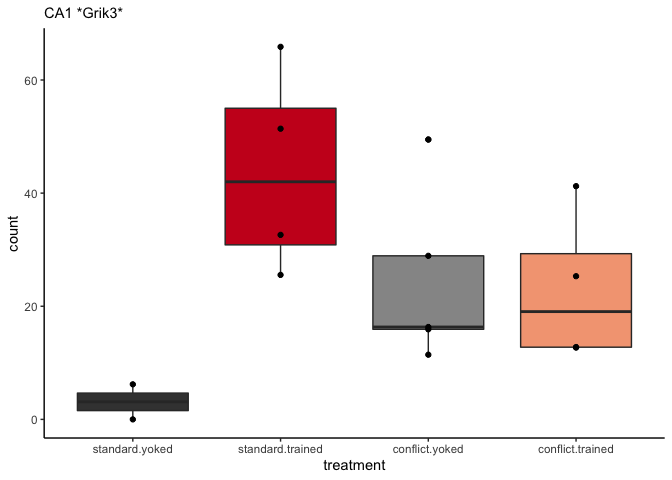 CA1 *Grik3*
60
40
20
0
count
standard.yoked standard.trained conflict.yoked conflict.trained
treatment